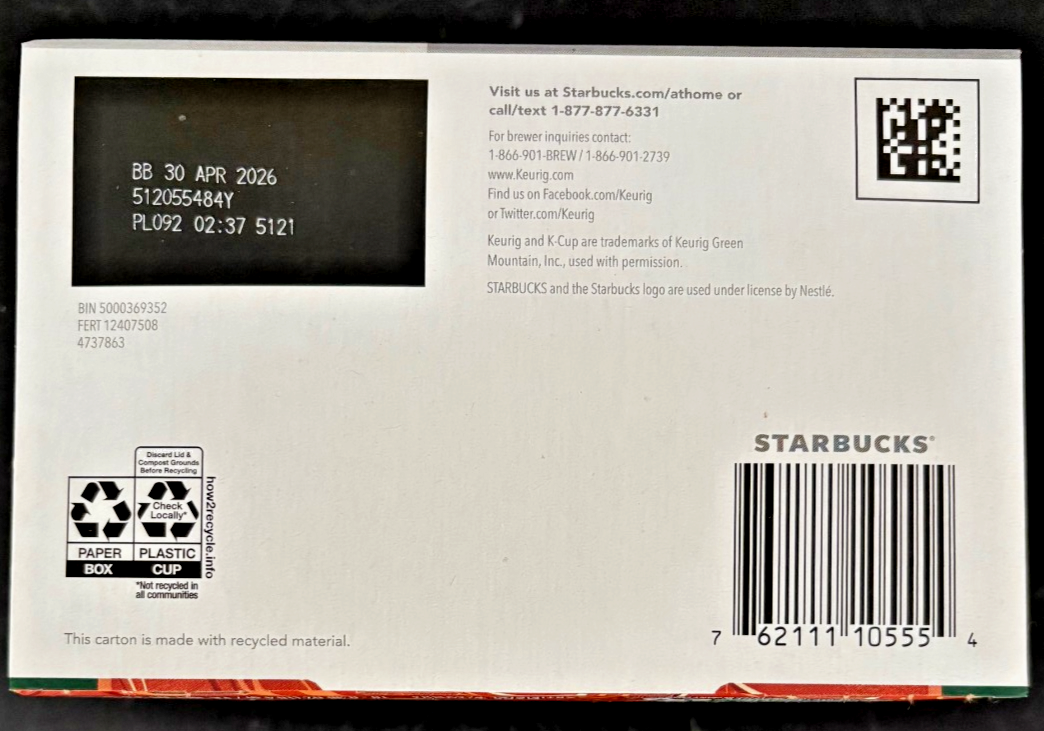 BB 30 APR 2026
512055484Y
PL092 02:37 5121
BIN 5000369352
FERT 12407508
4737863
Visit us at Starbucks.com/athome or
call/text 1-877-877-6331
For brewer inquiries contact:
1-866-901-BREW / 1-866-901-2739
www.Keurig.com
Find us on Facebook.com/Keurig
or Twitter.com/Keurig
Keurig and K-Cup are trademarks of Keurig Green
Mountain, Inc., used with permission.
STARBUCKS and the Starbucks logo are used under license by Nestlé.
Discard Lid &
Compost Grounds
Before Recycling
Check
Locally*
PAPER
BOX
PLASTIC
CUP
how2recycle.info
*Not recycled in
all communities
This carton is made with recycled material.
STARBUCKS®
7 62111 10555 4